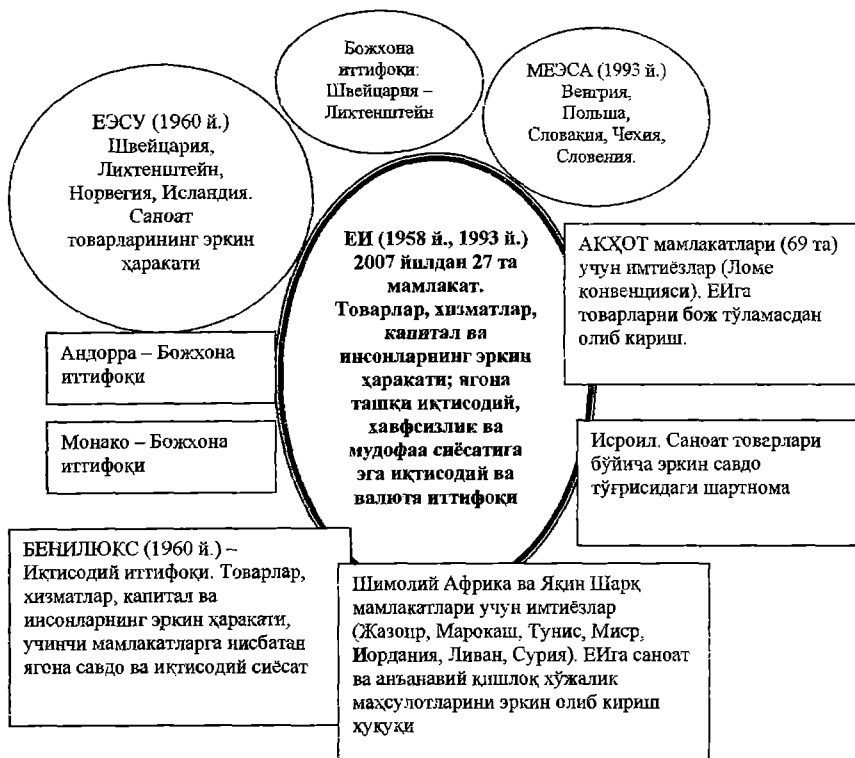 Божхона
иттифоқи:
Швейцария –
Лихтенштейн
МЕЭСА (1993 й.)
Венгрия,
Польша,
Словакия, Чехия,
Словения.
ЕЭСУ (1960 й.)
Швейцария,
Лихтенштейн,
Норвегия, Исландия.
Саноат
товарларининг эркин
ҳаракати
ЕИ (1958 й., 1993 й.)
2007 йилдан 27 та
мамлакат.
Товарлар, хизматлар,
капитал ва
инсонларнинг эркин
ҳаракати; ягона
ташқи иқтисодий,
хавфсизлик ва
мудофаа сиёсатига
эга иқтисодий ва
валюта иттифоқи
АКҲОТ мамлакатлари (69 та)
учун имтиёзлар (Ломе
конвенцияси). ЕИга
товарларни бож тўламасдан
олиб кириш.
Андорра – Божхона
иттифоқи
Монако – Божхона
иттифоқи
Исроил. Саноат товарлари
бўйича эркин савдо
тўғрисидаги шартнома
БЕНИЛЮКС (1960 й.) –
Иқтисодий иттифоқи. Товарлар,
хизматлар, капитал ва
инсонларнинг эркин ҳаракати,
учинчи мамлакатларга нисбатан
ягона савдо ва иқтисодий сиёсат
Шимолий Африка ва Яқин Шарқ
мамлакатлари учун имтиёзлар
(Жазоир, Марокаш, Тунис, Миср,
Иордания, Ливан, Сурия). ЕИга саноат
ва анъанавий қишлоқ хўжалик
маҳсулотларини эркин олиб кириш
ҳуқуқи